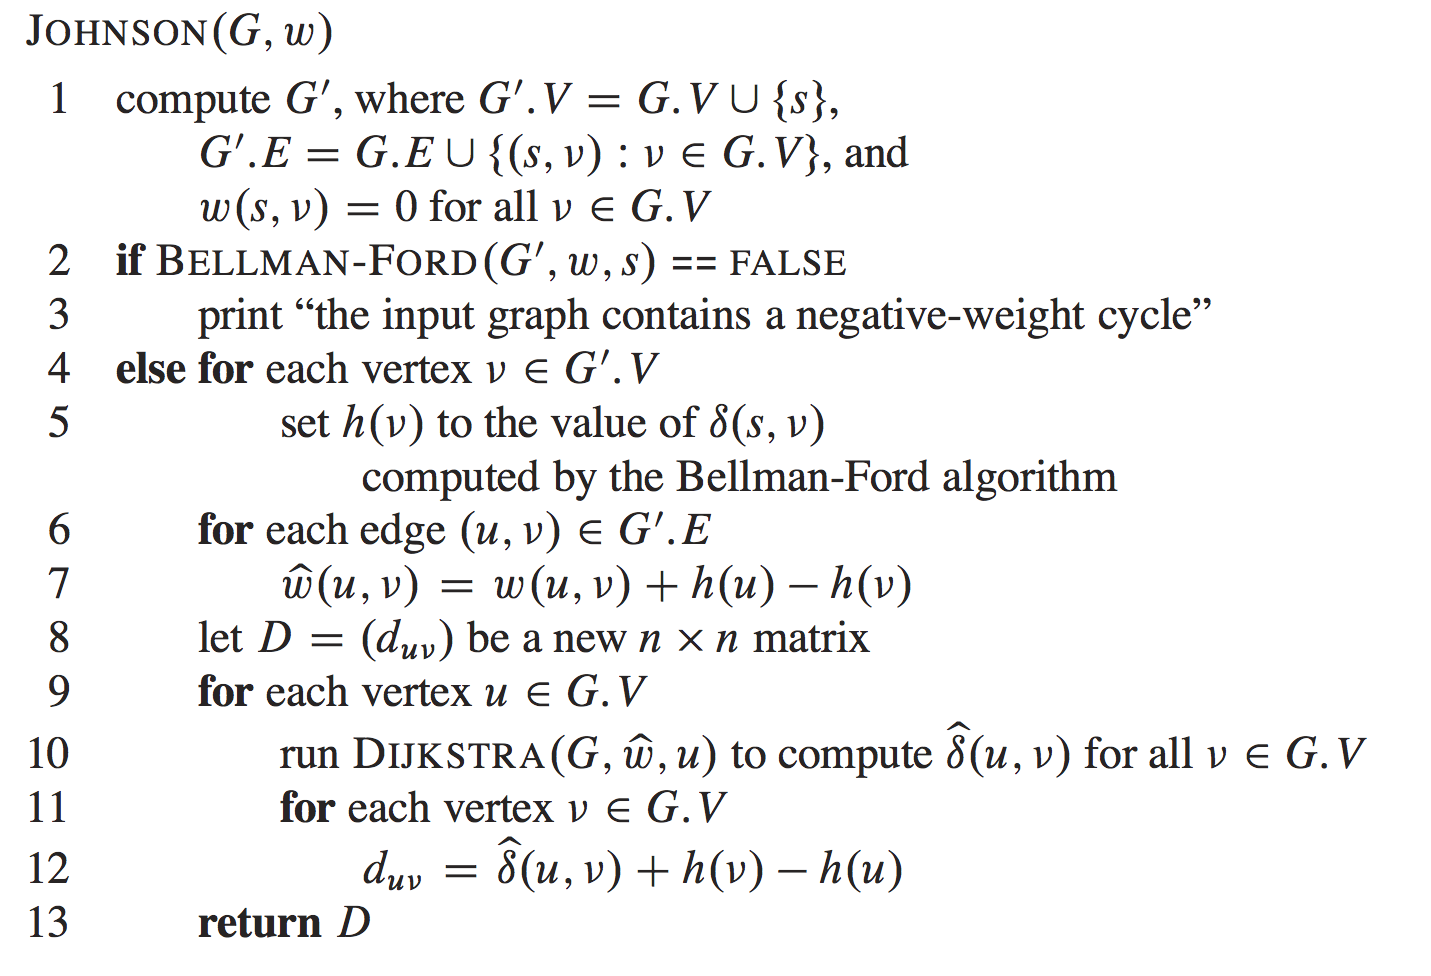 JOHNSON(G, w)
1 compute G′, where G′.V = G.V ∪ {s},
G′.E = G.E ∪ {(s, v) : v ∈ G.V}, and
w(s, v) = 0 for all v ∈ G.V
2 if BELLMAN-FORD(G′, w, s) == FALSE
3 print “the input graph contains a negative-weight cycle”
4 else for each vertex v ∈ G′.V
5 set h(v) to the value of δ(s, v)
computed by the Bellman-Ford algorithm
6 for each edge (u, v) ∈ G′.E
7 ŵ(u, v) = w(u, v) + h(u) − h(v)
8 let D = (d_uv) be a new n × n matrix
9 for each vertex u ∈ G.V
10 run DIJKSTRA(G, ŵ, u) to compute δ̂(u, v) for all v ∈ G.V
11 for each vertex v ∈ G.V
12 d_uv = δ̂(u, v) + h(v) − h(u)
13 return D